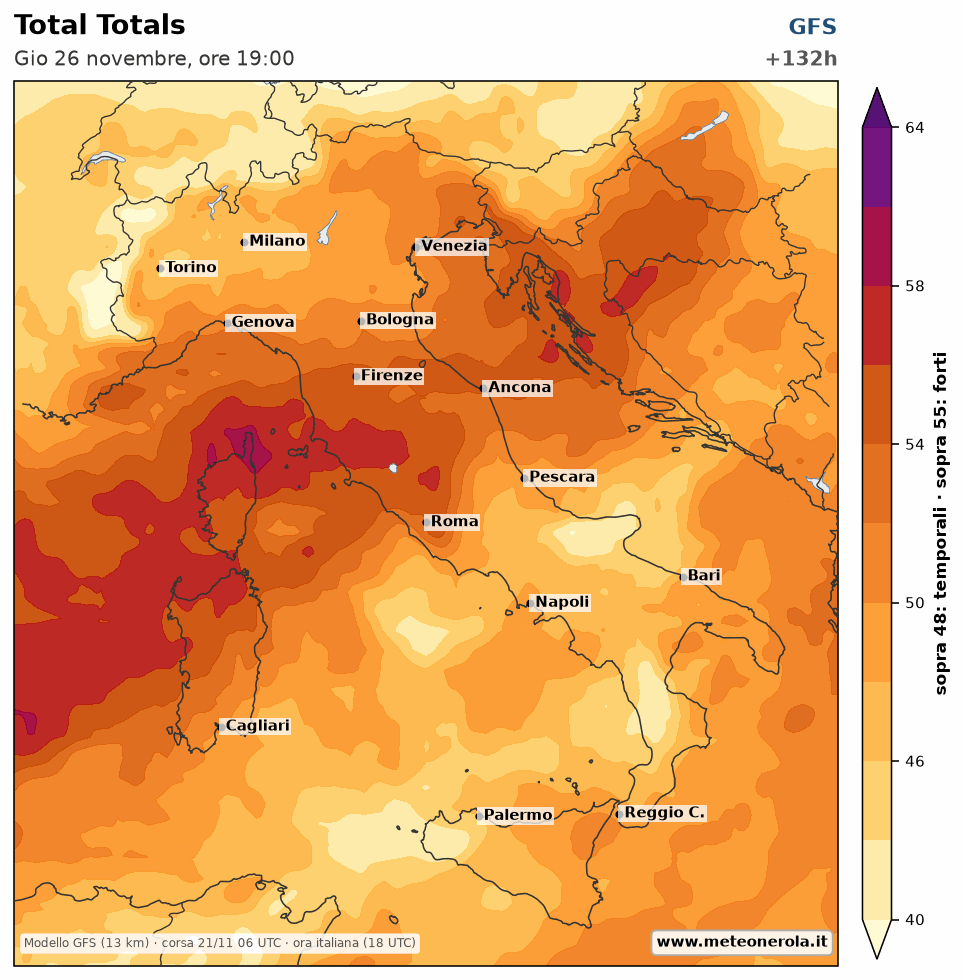 Total Totals
GFS
Gio 26 novembre, ore 19:00
+132h
64
58
54
50
46
40
sopra 48: temporali · sopra 55: forti
Milano
Venezia
Torino
Genova
Bologna
Firenze
Ancona
Pescara
Roma
Bari
Napoli
Cagliari
Palermo
Reggio C.
Modello GFS (13 km) · corsa 21/11 06 UTC · ora italiana (18 UTC)
www.meteonerola.it